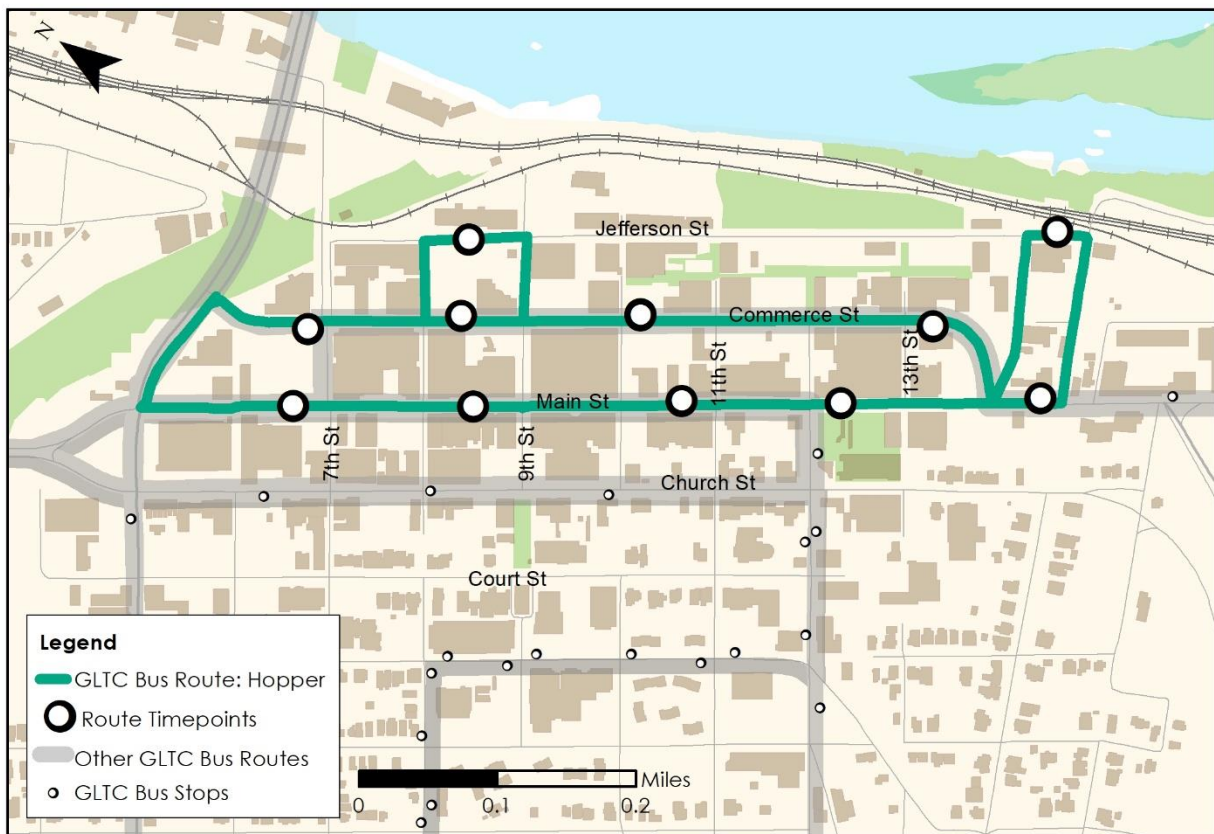 N
Jefferson St
Commerce St
13th St
11th St
Main St
9th St
7th St
Church St
Court St
Legend
GLTC Bus Route: Hopper
Route Timepoints
Other GLTC Bus Routes
GLTC Bus Stops
Miles
0 0.1 0.2